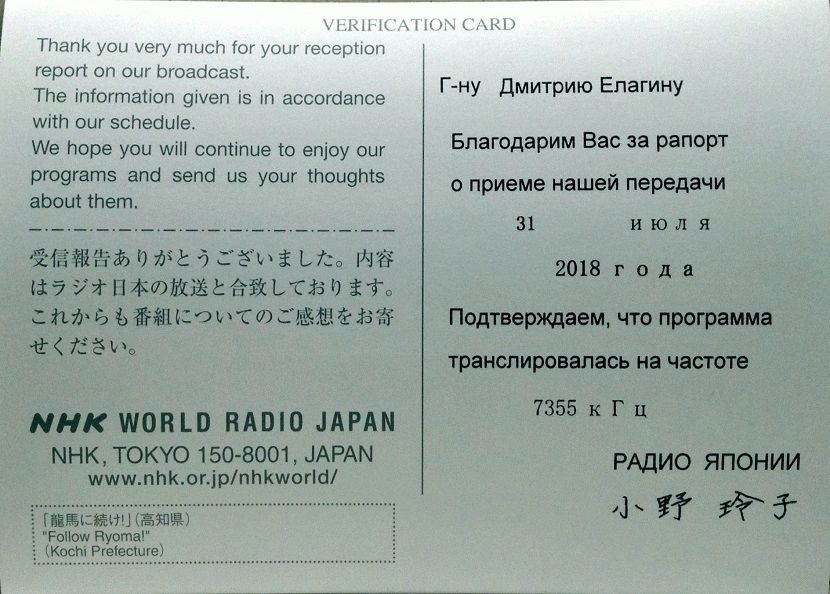 VERIFICATION CARD
Thank you very much for your reception
report on our broadcast.
The information given is in accordance
with our schedule.
We hope you will continue to enjoy our
programs and send us your thoughts
about them.
受信報告ありがとうございました。内容
はラジオ日本の放送と合致しております。
これからも番組についてのご感想をお寄
せください。
NHK WORLD RADIO JAPAN
NHK, TOKYO 150-8001, JAPAN
www.nhk.or.jp/nhkworld/
「龍馬に続け!」(高知県)
"Follow Ryoma!"
(Kochi Prefecture)
Г-ну Дмитрию Елагину
Благодарим Вас за рапорт
о приеме нашей передачи
31 июля
2018 года
Подтверждаем, что программа
транслировалась на частоте
7355 кГц
РАДИО ЯПОНИИ
小野 玲子